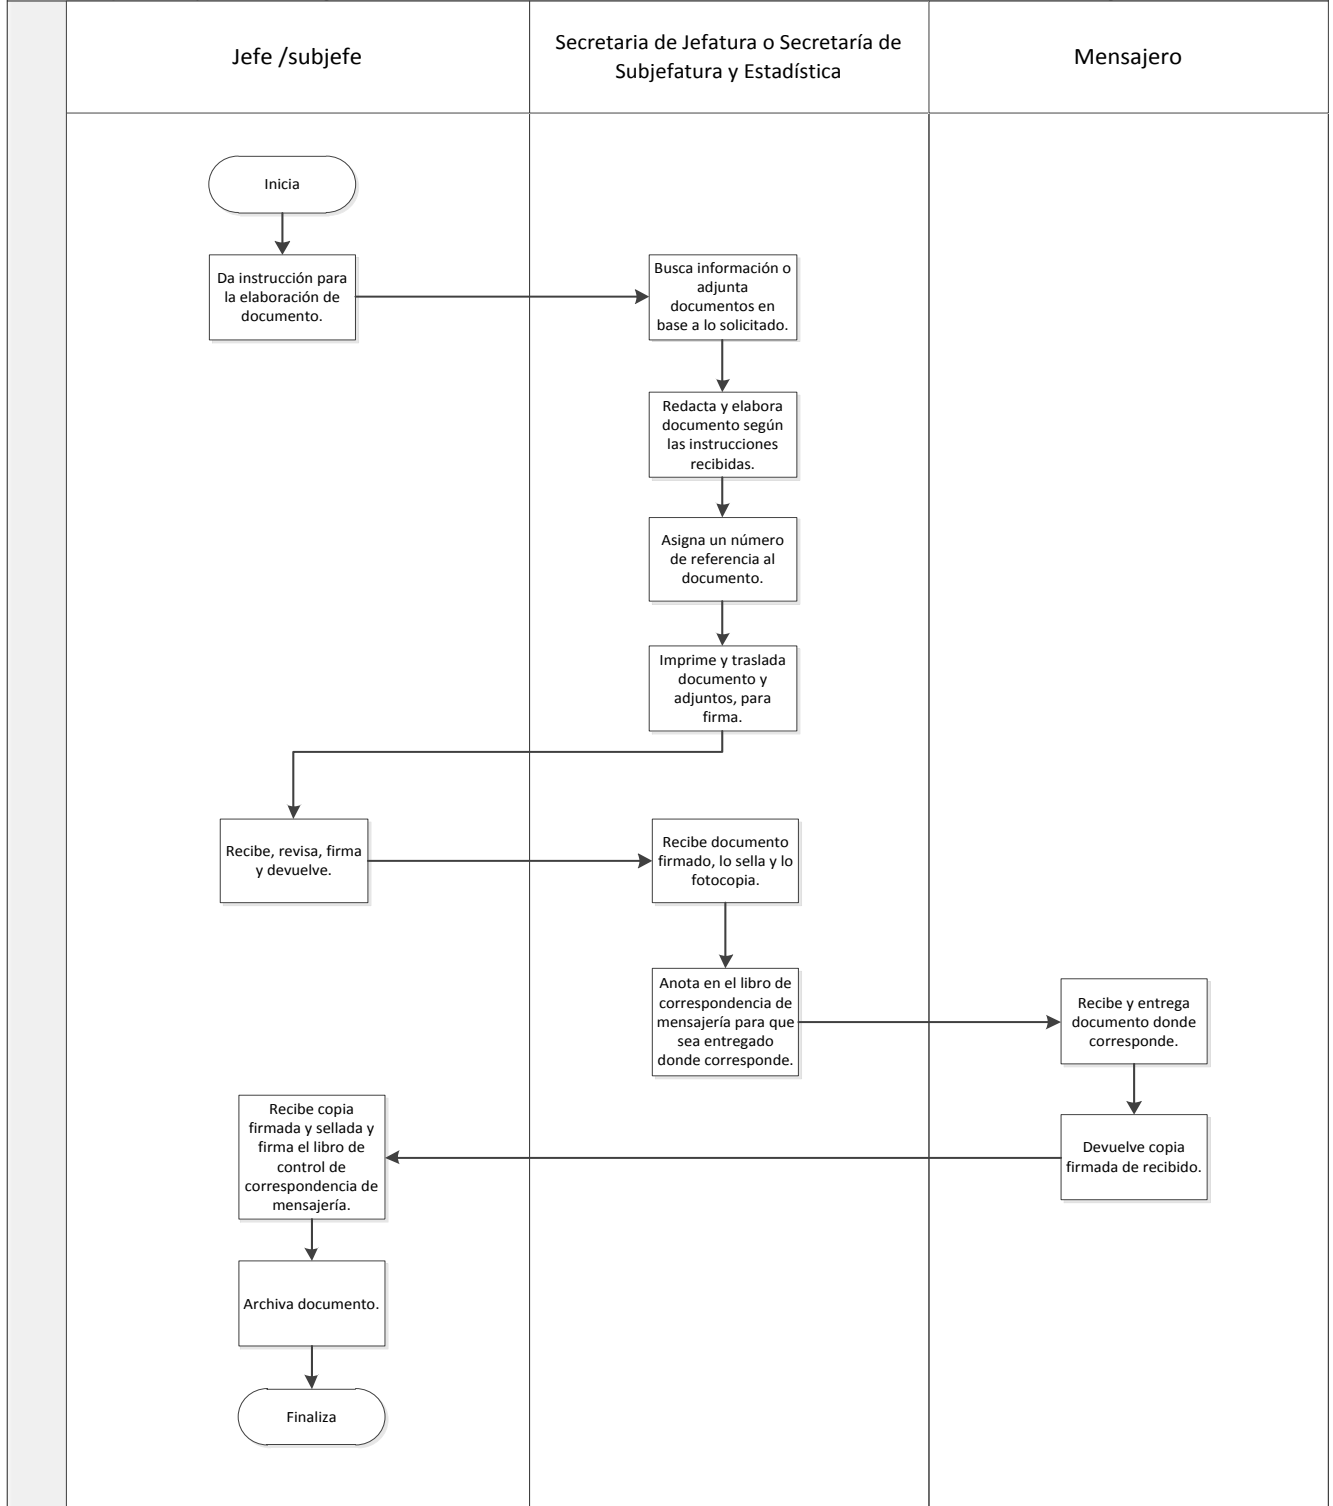 Jefe /subjefe
Secretaria de Jefatura o Secretaría de
Subjefatura y Estadística
Mensajero
Inicia
Da instrucción para
la elaboración de
documento.
Busca información o
adjunta
documentos en
base a lo solicitado.
Redacta y elabora
documento según
las instrucciones
recibidas.
Asigna un número
de referencia al
documento.
Imprime y traslada
documento y
adjuntos, para
firma.
Recibe, revisa, firma
y devuelve.
Recibe documento
firmado, lo sella y lo
fotocopia.
Anota en el libro de
correspondencia de
mensajería para que
sea entregado
donde corresponde.
Recibe y entrega
documento donde
corresponde.
Devuelve copia
firmada de recibido.
Recibe copia
firmada y sellada y
firma el libro de
control de
correspondencia de
mensajería.
Archiva documento.
Finaliza